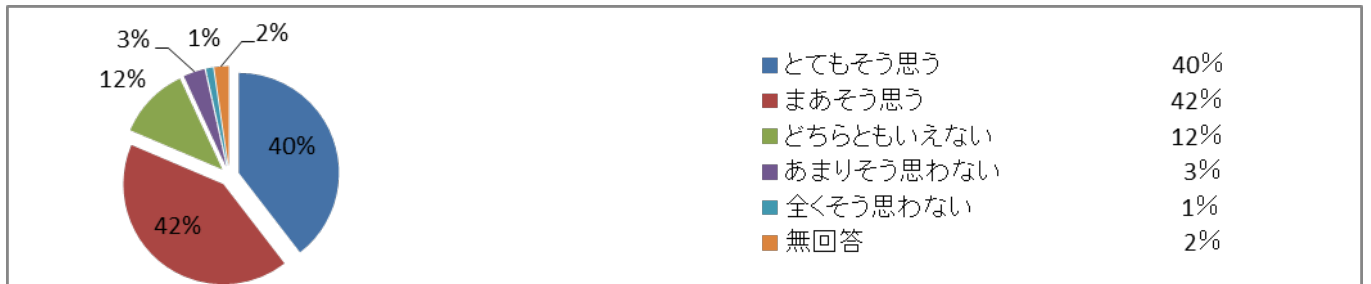 3% 1% 2%
12%
40%
42%
とてもそう思う 40%
まあそう思う 42%
どちらともいえない 12%
あまりそう思わない 3%
全くそう思わない 1%
無回答 2%